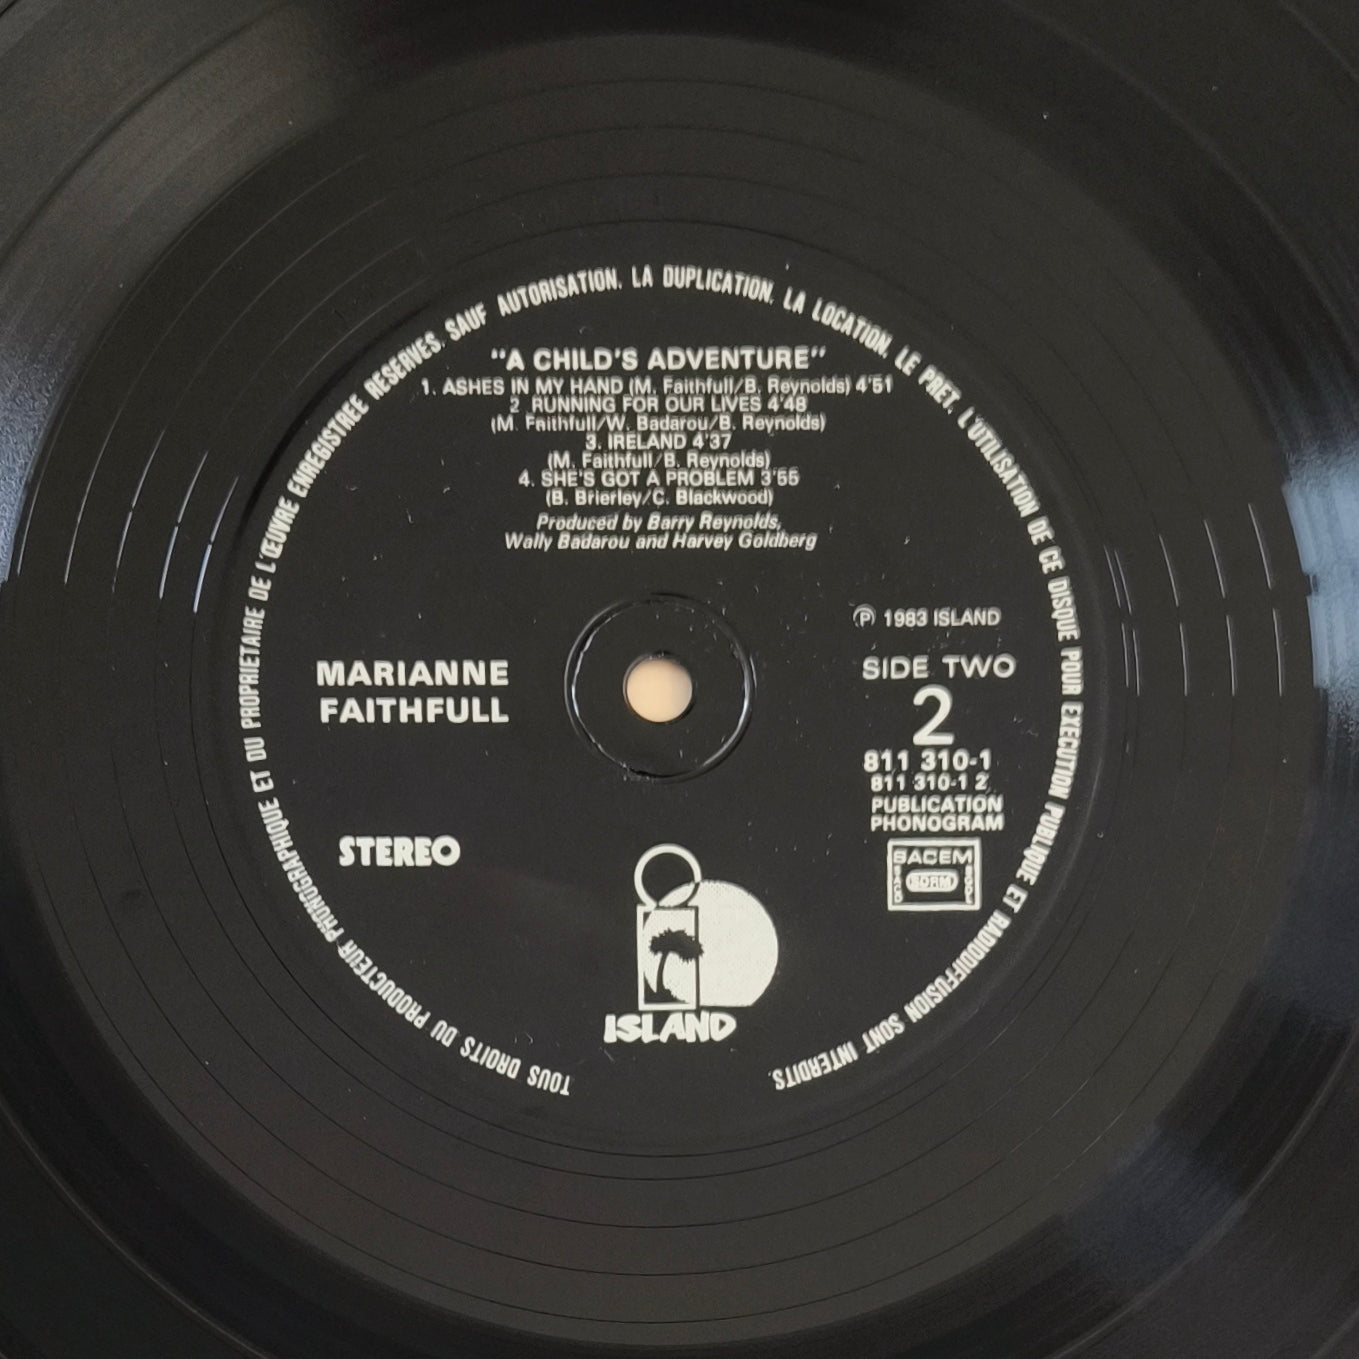 TOUS DROITS DU PRODUCTEUR PHONOGRAPHIQUE ET DU PROPRIETAIRE DE L'ŒUVRE ENREGISTREE RESERVES. SAUF AUTORISATION. LA DUPLICATION. LA LOCATION. LE PRET. L'UTILISATION DE CE DISQUE POUR EXECUTION PUBLIQUE ET RADIODIFFUSION SONT INTERDITS.
"A CHILD'S ADVENTURE"
1. ASHES IN MY HAND (M. Faithfull/B. Reynolds) 4'51
2 RUNNING FOR OUR LIVES 4'48
(M. Faithfull/W. Badarou/B. Reynolds)
3. IRELAND 4'37
(M. Faithfull/B. Reynolds)
4. SHE'S GOT A PROBLEM 3'55
(B. Brierley/C. Blackwood)
Produced by Barry Reynolds,
Wally Badarou and Harvey Goldberg
MARIANNE
FAITHFULL
STEREO
Ⓟ 1983 ISLAND
SIDE TWO
2
811 310-1
811 310-1 2
PUBLICATION
PHONOGRAM
SACEM
SDRM
SACD
SGDL
ISLAND